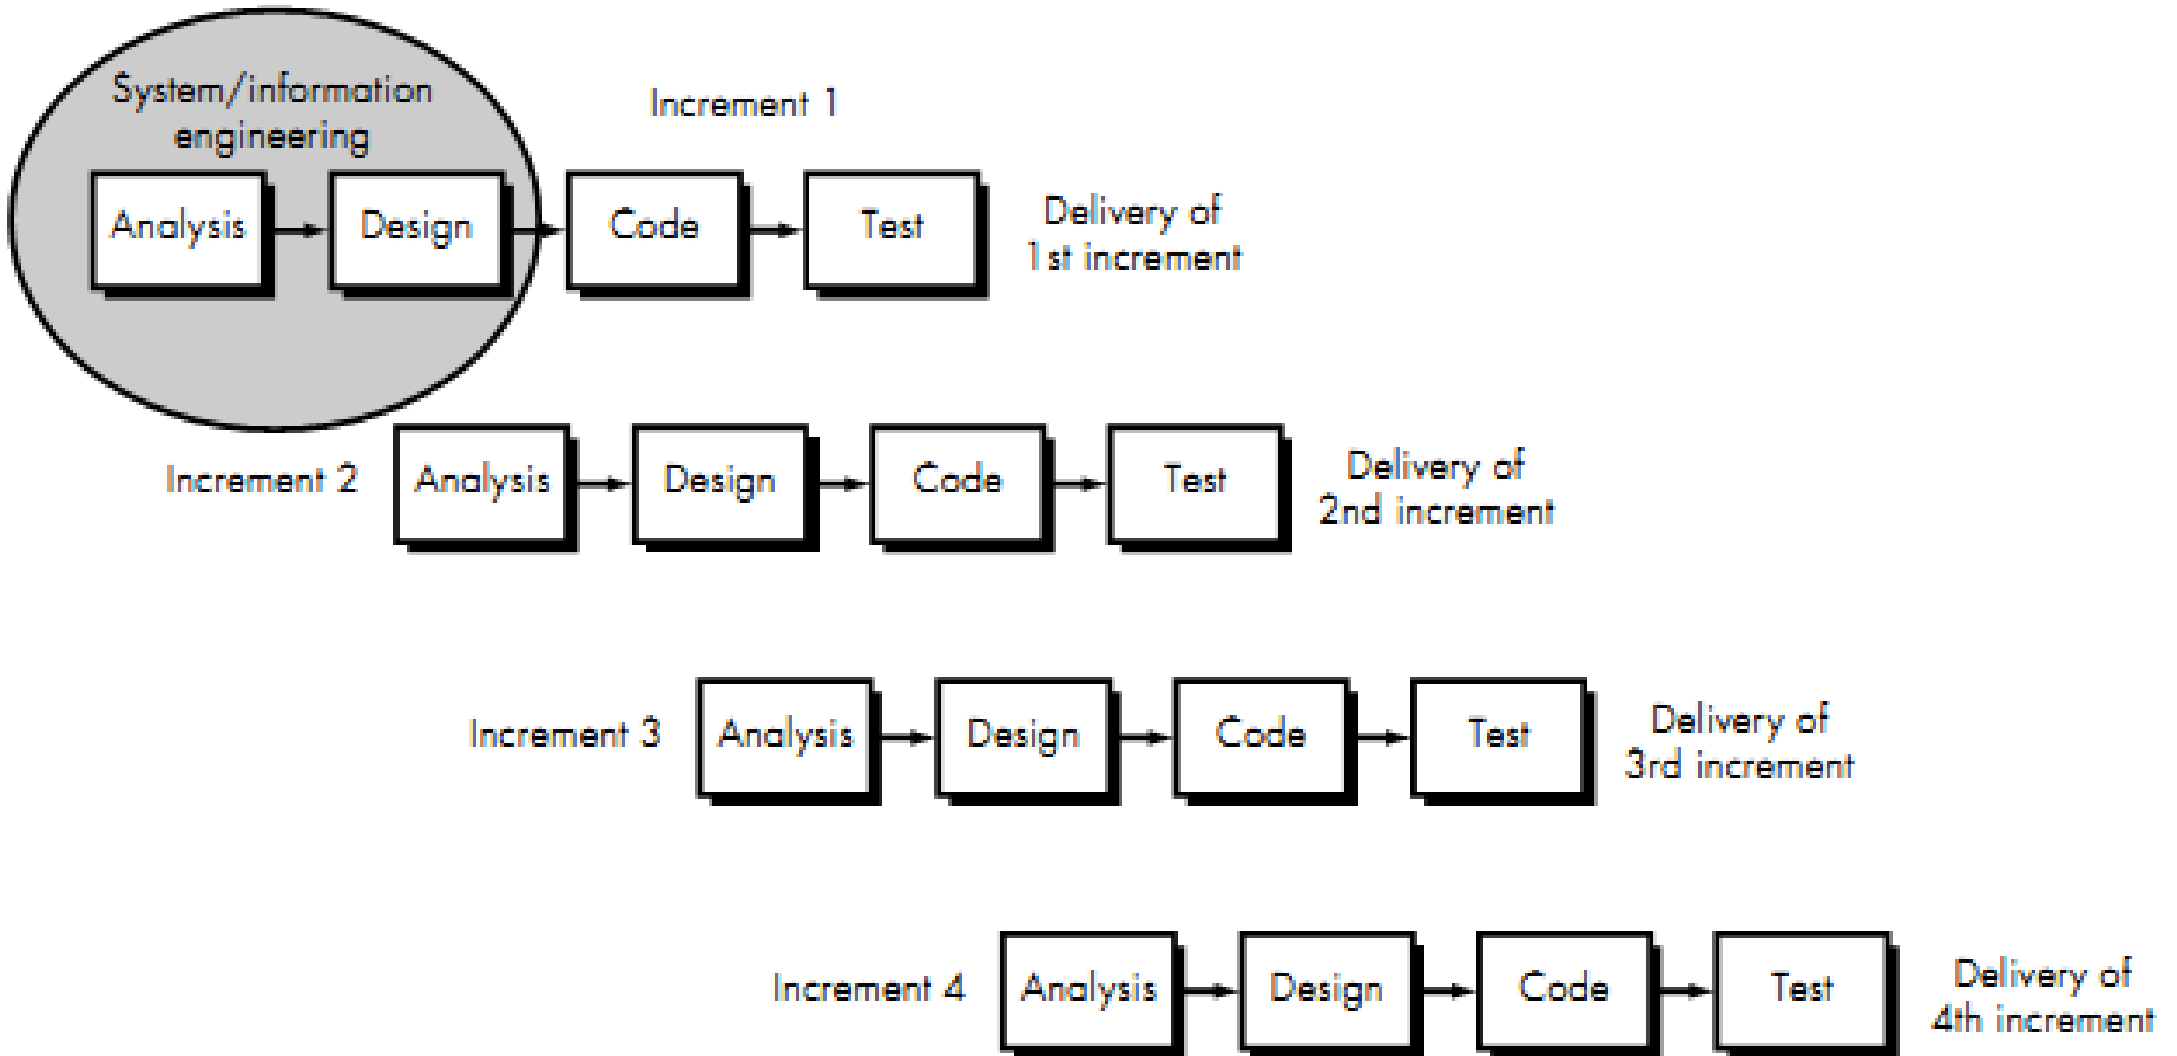 System/information
engineering
Increment 1
Analysis
Design
Code
Test
Delivery of
1st increment
Increment 2
Analysis
Design
Code
Test
Delivery of
2nd increment
Increment 3
Analysis
Design
Code
Test
Delivery of
3rd increment
Increment 4
Analysis
Design
Code
Test
Delivery of
4th increment